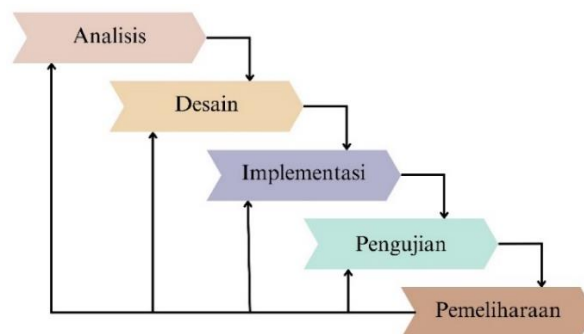 Analisis
Desain
Implementasi
Pengujian
Pemeliharaan